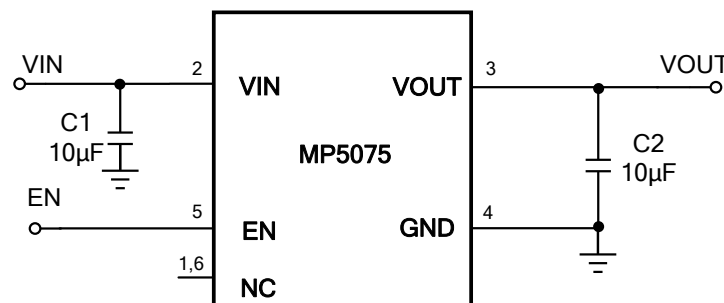 VIN
2
VIN
C1
10µF
EN
5
EN
1,6
NC
MP5075
3
VOUT
VOUT
C2
10µF
4
GND